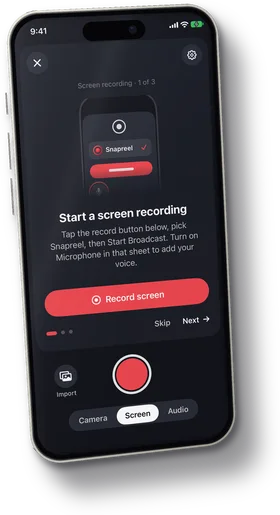 9:41
Screen recording · 1 of 3
Snapreel
Start a screen recording
Tap the record button below, pick
Snapreel, then Start Broadcast. Turn on
Microphone in that sheet to add your
voice.
Record screen
Skip
Next →
Import
Camera
Screen
Audio